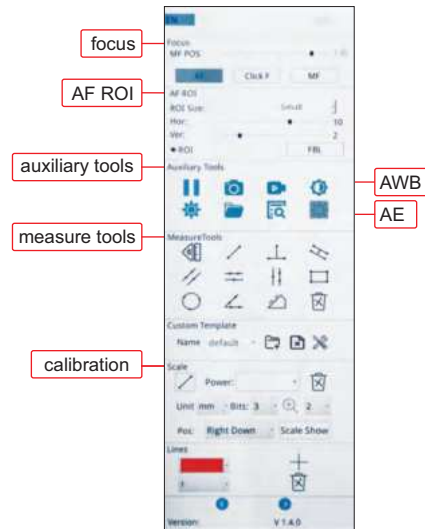 EN
focus
Focus
MF POS
AF
Click F
MF
AF ROI
AF ROI
ROI Size:
Small
Hor:
10
Ver:
2
ROI
FBL
auxiliary tools
Auxiliary Tools
AWB
AE
measure tools
MeasureTools
Custom Template
Name default
calibration
Scale
Power:
Unit mm Bits: 3 2
Pos: Right Down Scale Show
Lines
Version: V 1.4.0